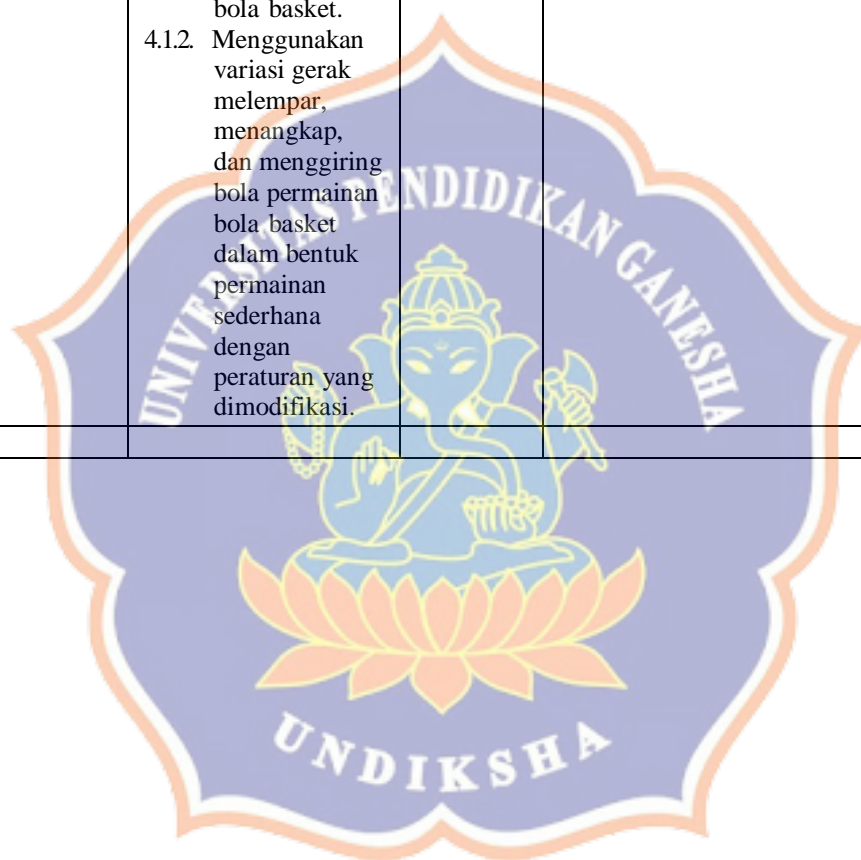 bola basket.
4.1.2. Menggunakan
variasi gerak
melempar,
menangkap,
dan menggiring
bola permainan
bola basket
dalam bentuk
permainan
sederhana
dengan
peraturan yang
dimodifikasi.
UNIVERSITAS PENDIDIKAN GANESHA
UNDIKSHA